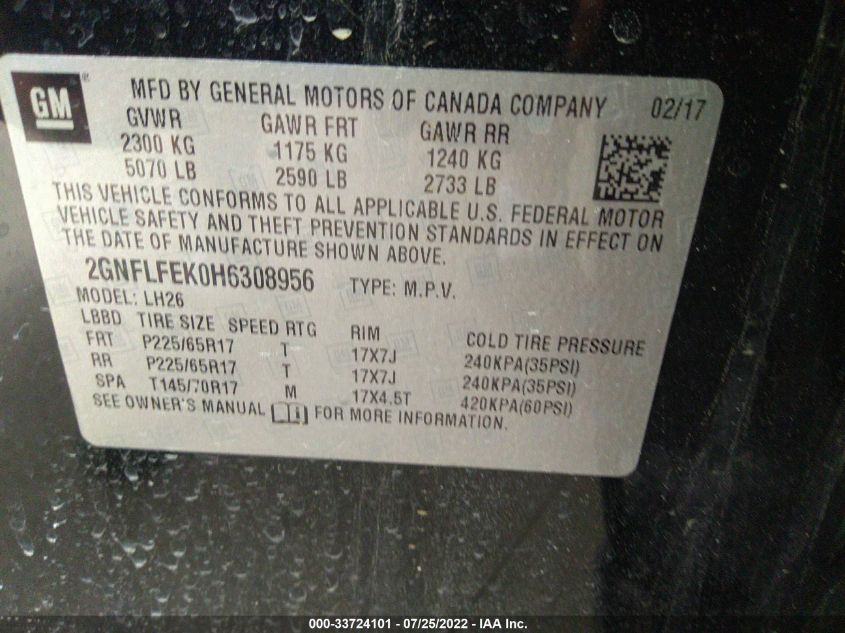 GM®
MFD BY GENERAL MOTORS OF CANADA COMPANY 02/17
GVWR GAWR FRT GAWR RR
2300 KG 1175 KG 1240 KG
5070 LB 2590 LB 2733 LB
THIS VEHICLE CONFORMS TO ALL APPLICABLE U.S. FEDERAL MOTOR
VEHICLE SAFETY AND THEFT PREVENTION STANDARDS IN EFFECT ON
THE DATE OF MANUFACTURE SHOWN ABOVE.
2GNFLFEK0H6308956 TYPE: M.P.V.
MODEL: LH26
LBBD TIRE SIZE SPEED RTG RIM COLD TIRE PRESSURE
FRT P225/65R17 T 17X7J 240KPA(35PSI)
RR P225/65R17 T 17X7J 240KPA(35PSI)
SPA T145/70R17 M 17X4.5T 420KPA(60PSI)
SEE OWNER'S MANUAL FOR MORE INFORMATION.
000-33724101 - 07/25/2022 - IAA Inc.